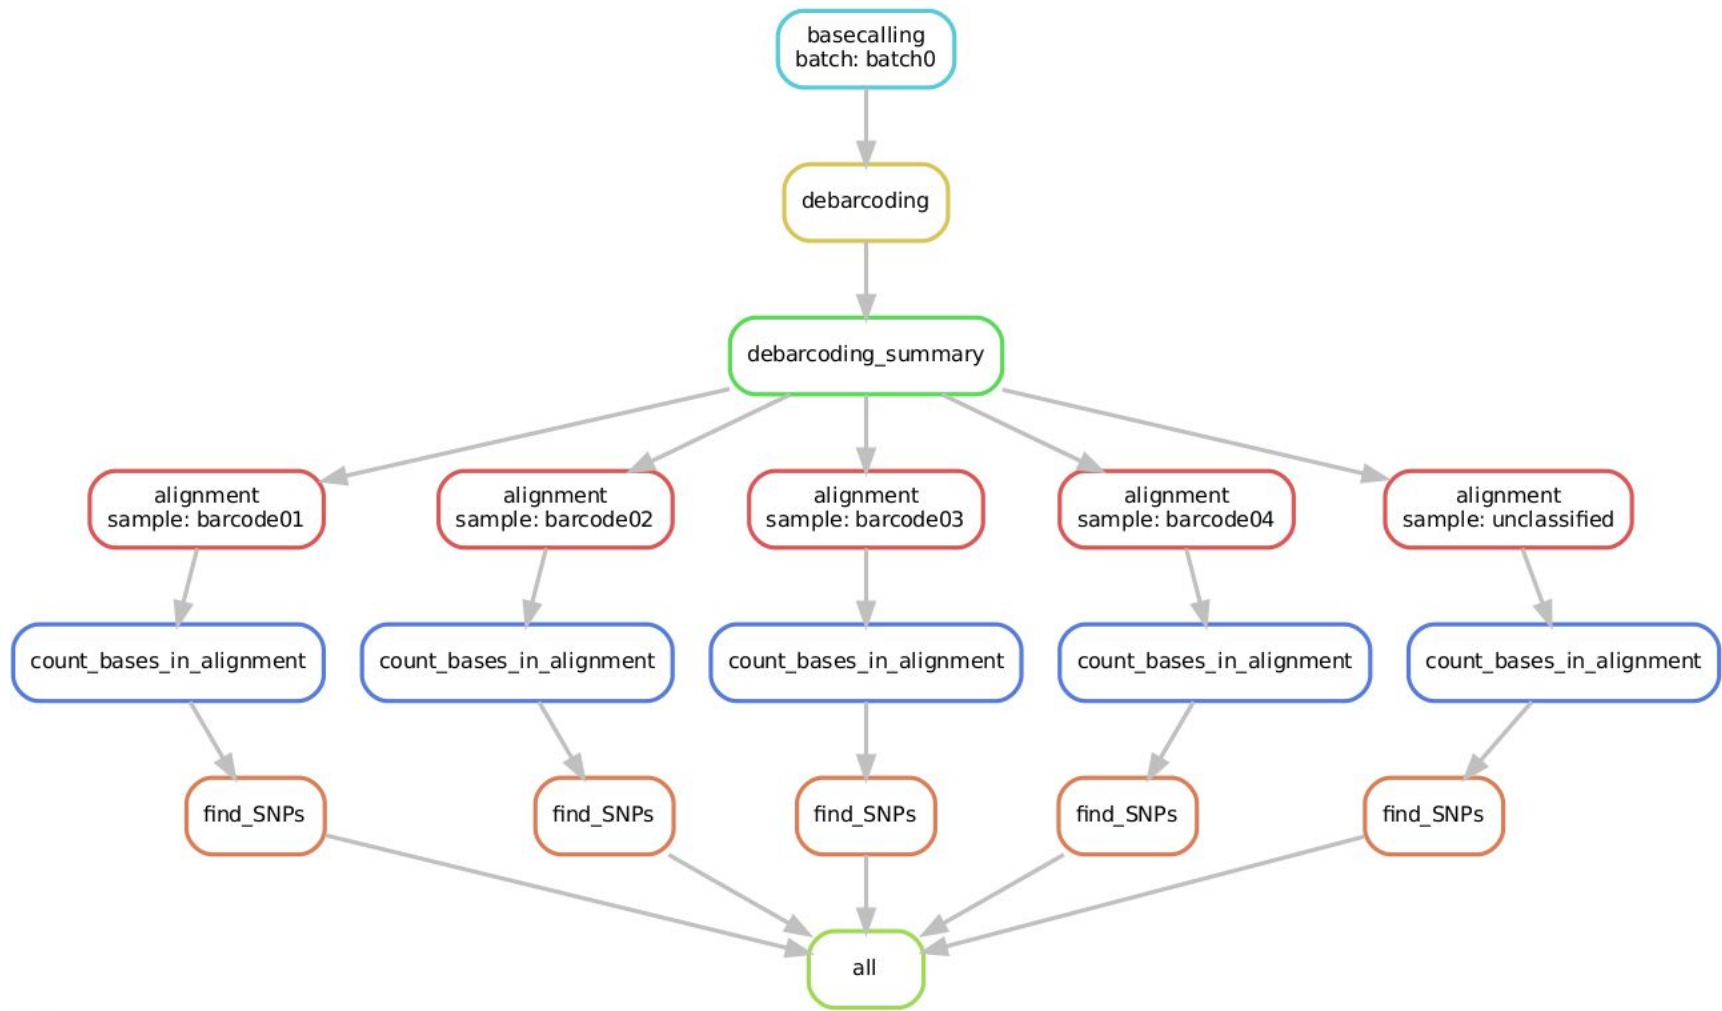 basecalling
batch: batch0
debarcoding
debarcoding_summary
alignment
sample: barcode01
alignment
sample: barcode02
alignment
sample: barcode03
alignment
sample: barcode04
alignment
sample: unclassified
count_bases_in_alignment
count_bases_in_alignment
count_bases_in_alignment
count_bases_in_alignment
count_bases_in_alignment
find_SNPs
find_SNPs
find_SNPs
find_SNPs
find_SNPs
all